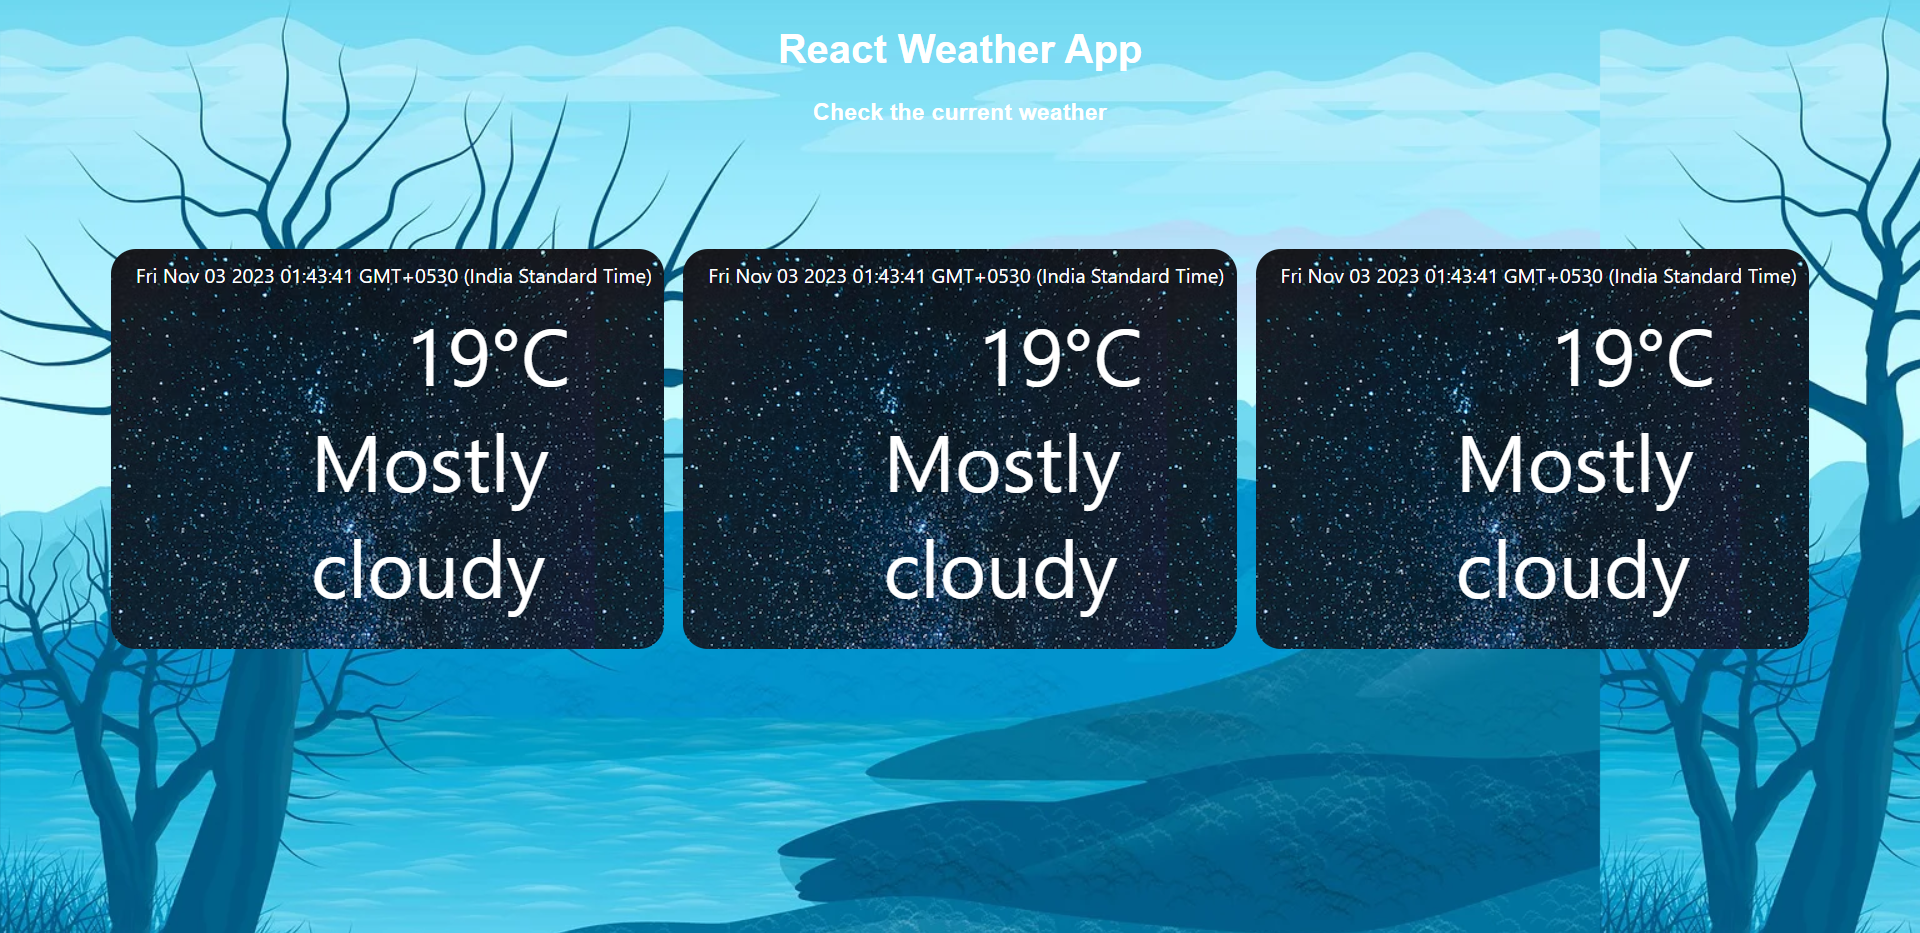 React Weather App
Check the current weather
Fri Nov 03 2023 01:43:41 GMT+0530 (India Standard Time)
19°C
Mostly
cloudy
Fri Nov 03 2023 01:43:41 GMT+0530 (India Standard Time)
19°C
Mostly
cloudy
Fri Nov 03 2023 01:43:41 GMT+0530 (India Standard Time)
19°C
Mostly
cloudy